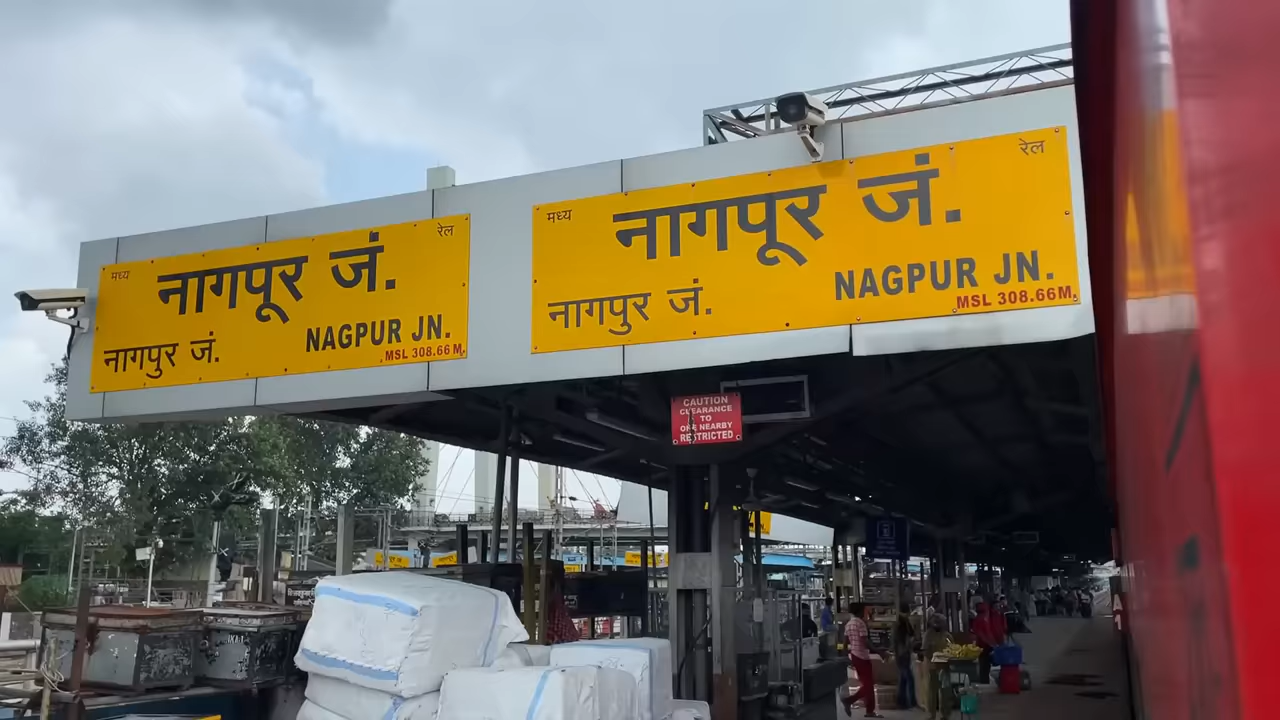 मध्य
रेल
नागपूर जं.
नागपुर जं.
NAGPUR JN.
MSL 308.66M.
मध्य
रेल
नागपूर जं.
नागपुर जं.
NAGPUR JN.
MSL 308.66M.
CAUTION
CLEARANCE
TO
ONE NEARBY
RESTRICTED